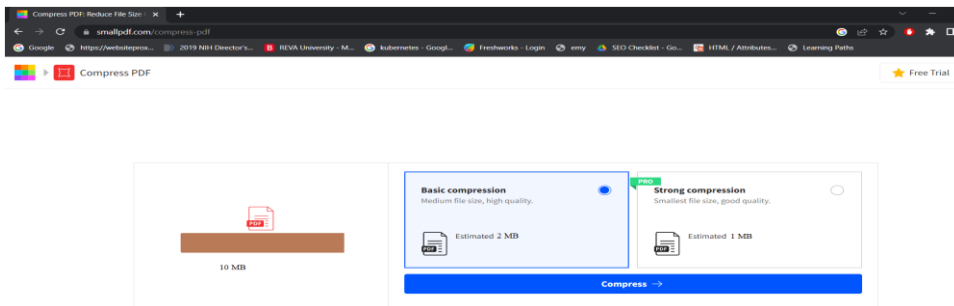 Compress PDF: Reduce File Size
smallpdf.com/compress-pdf
Google https://websiteprox... 2019 NIH Director's... REVA University - M... kubernetes - Googl... Freshworks - Login emy SEO Checklist - Go... HTML / Attributes... Learning Paths
Compress PDF
Free Trial
PRO
Basic compression
Medium file size, high quality.
Estimated 2 MB
PDF
Strong compression
Smallest file size, good quality.
Estimated 1 MB
PDF
PDF
10 MB
Compress →